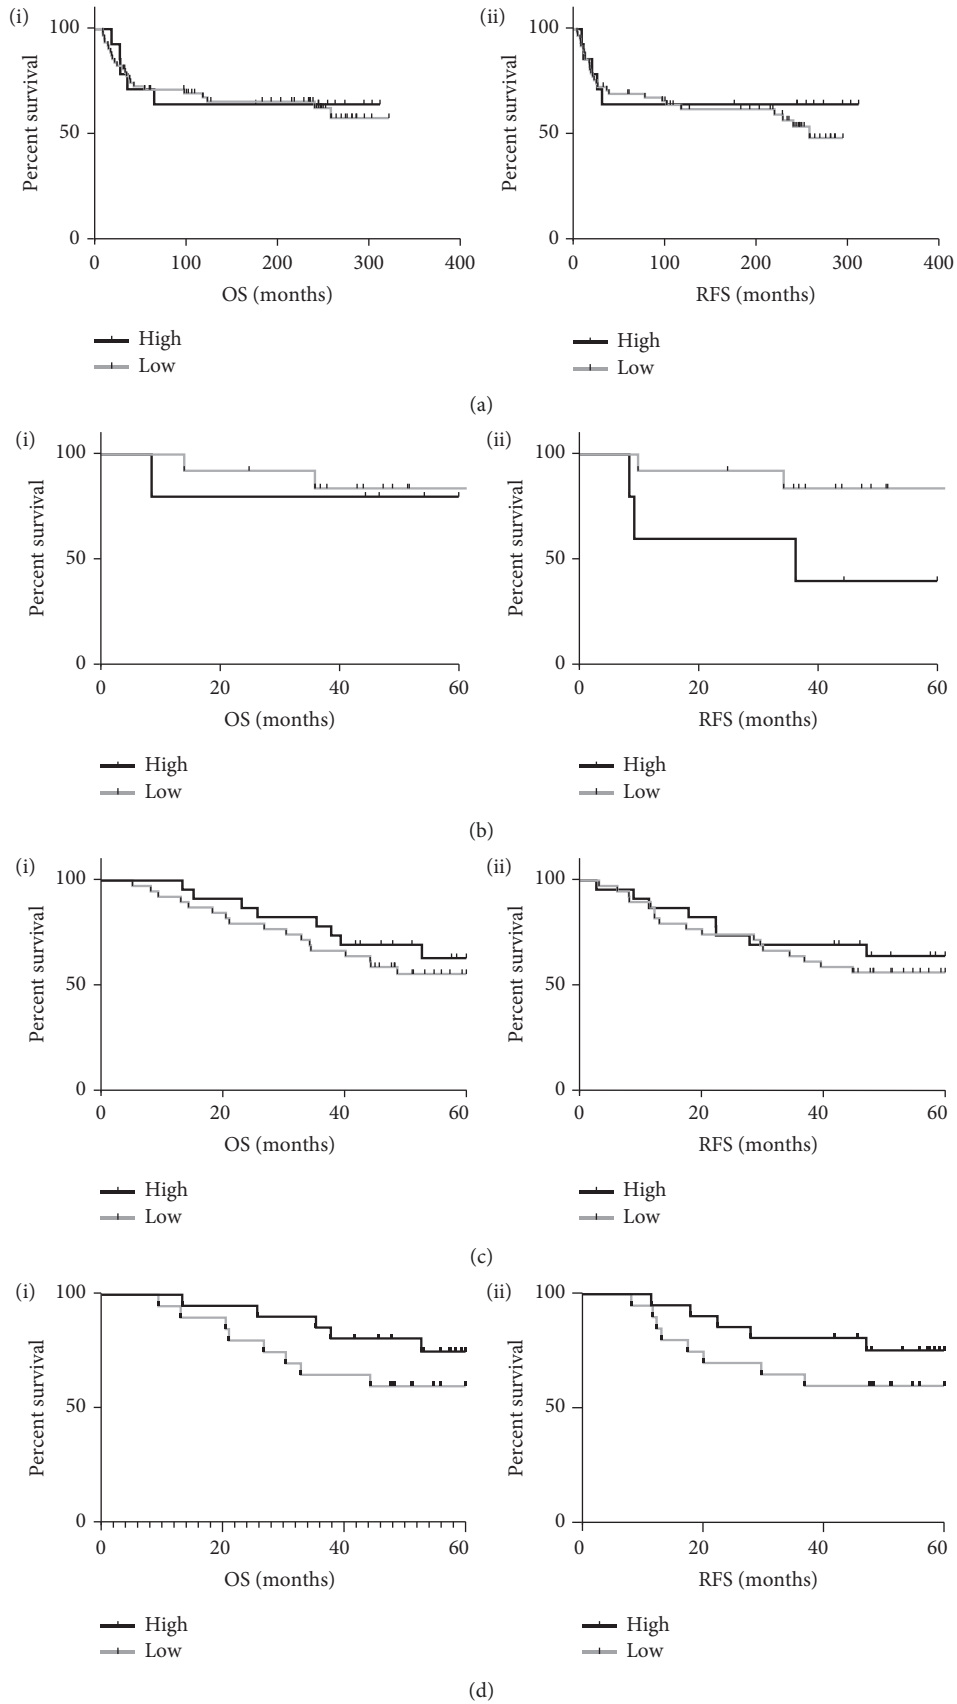 (i)
100
50
0
Percent survival
0 100 200 300 400
OS (months)
High
Low
(ii)
100
50
0
Percent survival
0 100 200 300 400
RFS (months)
High
Low
(a)
(i)
100
50
0
Percent survival
0 20 40 60
OS (months)
High
Low
(ii)
100
50
0
Percent survival
0 20 40 60
RFS (months)
High
Low
(b)
(i)
100
50
0
Percent survival
0 20 40 60
OS (months)
High
Low
(ii)
100
50
0
Percent survival
0 20 40 60
RFS (months)
High
Low
(c)
(i)
100
50
0
Percent survival
0 20 40 60
OS (months)
High
Low
(ii)
100
50
0
Percent survival
0 20 40 60
RFS (months)
High
Low
(d)